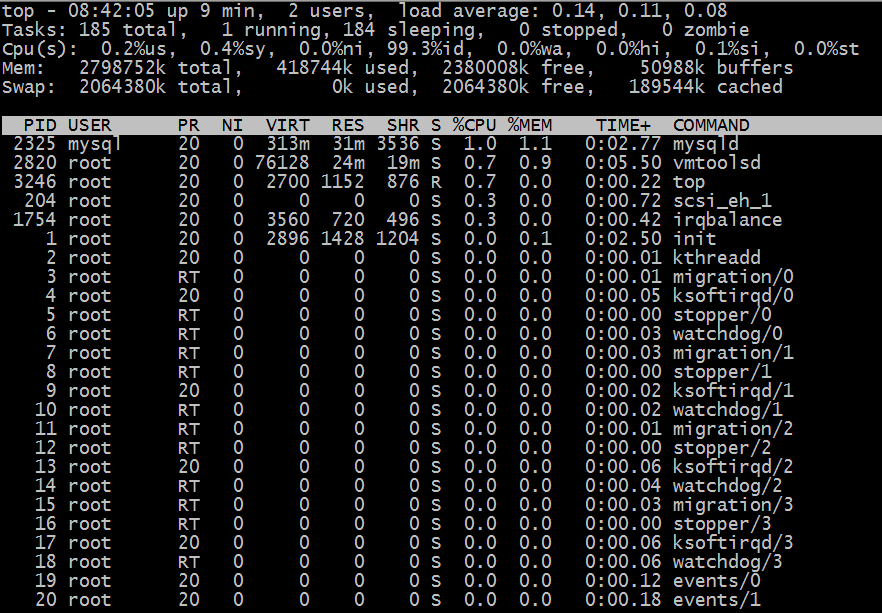 top - 08:42:05 up 9 min,  2 users,  load average: 0.14, 0.11, 0.08
Tasks: 185 total,   1 running, 184 sleeping,   0 stopped,   0 zombie
Cpu(s):  0.2%us,  0.4%sy,  0.0%ni, 99.3%id,  0.0%wa,  0.0%hi,  0.1%si,  0.0%st
Mem:   2798752k total,   418744k used,  2380008k free,    50988k buffers
Swap:  2064380k total,        0k used,  2064380k free,   189544k cached
  PID USER      PR  NI  VIRT  RES  SHR S %CPU %MEM    TIME+  COMMAND
 2325 mysql     20   0  313m  31m 3536 S  1.0  1.1   0:02.77 mysqld
 2820 root      20   0 76128  24m  19m S  0.7  0.9   0:05.50 vmtoolsd
 3246 root      20   0  2700 1152  876 R  0.7  0.0   0:00.22 top
  204 root      20   0     0    0    0 S  0.3  0.0   0:00.72 scsi_eh_1
 1754 root      20   0  3560  720  496 S  0.3  0.0   0:00.42 irqbalance
    1 root      20   0  2896 1428 1204 S  0.0  0.1   0:02.50 init
    2 root      20   0     0    0    0 S  0.0  0.0   0:00.01 kthreadd
    3 root      RT   0     0    0    0 S  0.0  0.0   0:00.01 migration/0
    4 root      20   0     0    0    0 S  0.0  0.0   0:00.05 ksoftirqd/0
    5 root      RT   0     0    0    0 S  0.0  0.0   0:00.00 stopper/0
    6 root      RT   0     0    0    0 S  0.0  0.0   0:00.03 watchdog/0
    7 root      RT   0     0    0    0 S  0.0  0.0   0:00.03 migration/1
    8 root      RT   0     0    0    0 S  0.0  0.0   0:00.00 stopper/1
    9 root      20   0     0    0    0 S  0.0  0.0   0:00.02 ksoftirqd/1
   10 root      RT   0     0    0    0 S  0.0  0.0   0:00.02 watchdog/1
   11 root      RT   0     0    0    0 S  0.0  0.0   0:00.01 migration/2
   12 root      RT   0     0    0    0 S  0.0  0.0   0:00.00 stopper/2
   13 root      20   0     0    0    0 S  0.0  0.0   0:00.06 ksoftirqd/2
   14 root      RT   0     0    0    0 S  0.0  0.0   0:00.04 watchdog/2
   15 root      RT   0     0    0    0 S  0.0  0.0   0:00.03 migration/3
   16 root      RT   0     0    0    0 S  0.0  0.0   0:00.00 stopper/3
   17 root      20   0     0    0    0 S  0.0  0.0   0:00.06 ksoftirqd/3
   18 root      RT   0     0    0    0 S  0.0  0.0   0:00.06 watchdog/3
   19 root      20   0     0    0    0 S  0.0  0.0   0:00.12 events/0
   20 root      20   0     0    0    0 S  0.0  0.0   0:00.18 events/1